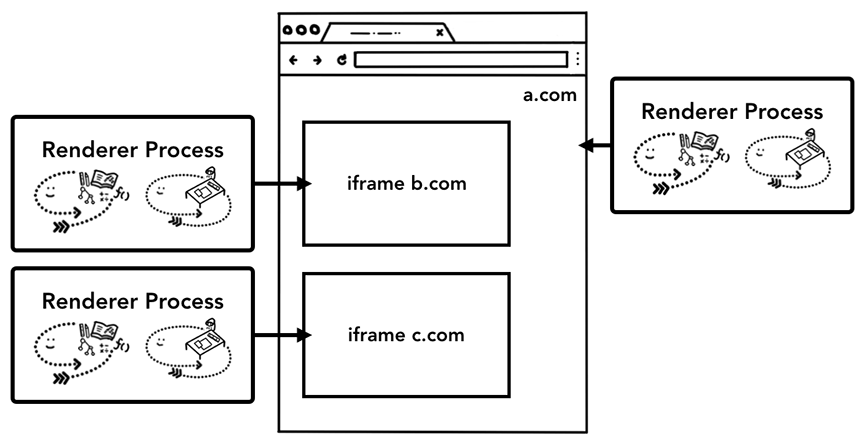 a.com
Renderer Process
Renderer Process
iframe b.com
f()
f()
Renderer Process
iframe c.com
f()